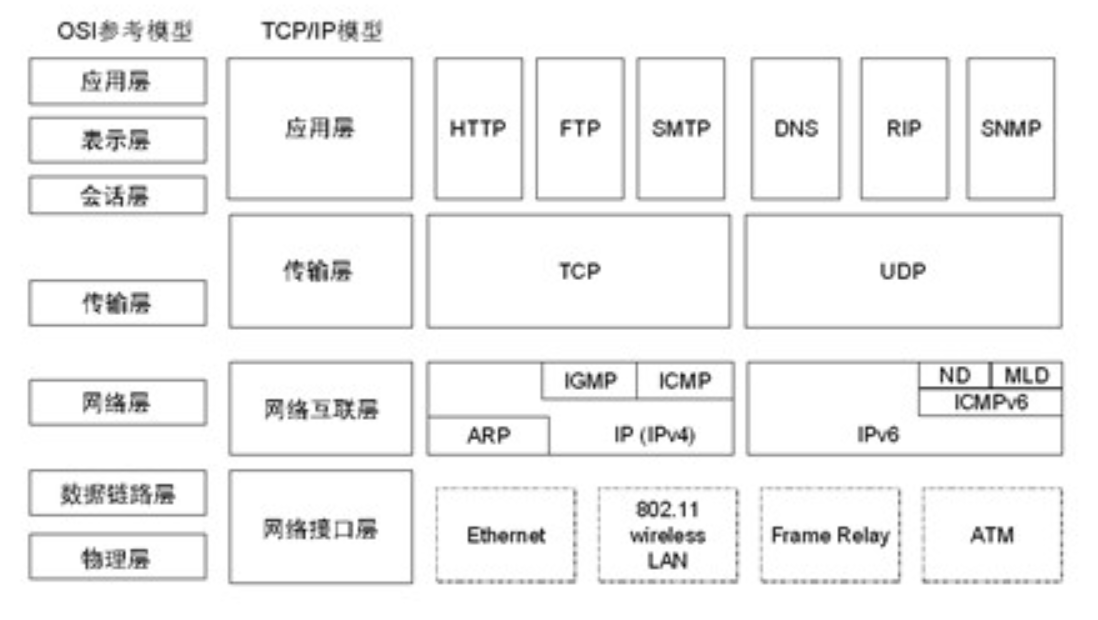 OSI参考模型
TCP/IP模型
应用层
表示层
会话层
传输层
网络层
数据链路层
物理层
应用层
传输层
网络互联层
网络接口层
HTTP
FTP
SMTP
DNS
RIP
SNMP
TCP
UDP
IGMP
ICMP
ARP
IP (IPv4)
ND
MLD
ICMPv6
IPv6
Ethernet
802.11
wireless
LAN
Frame Relay
ATM